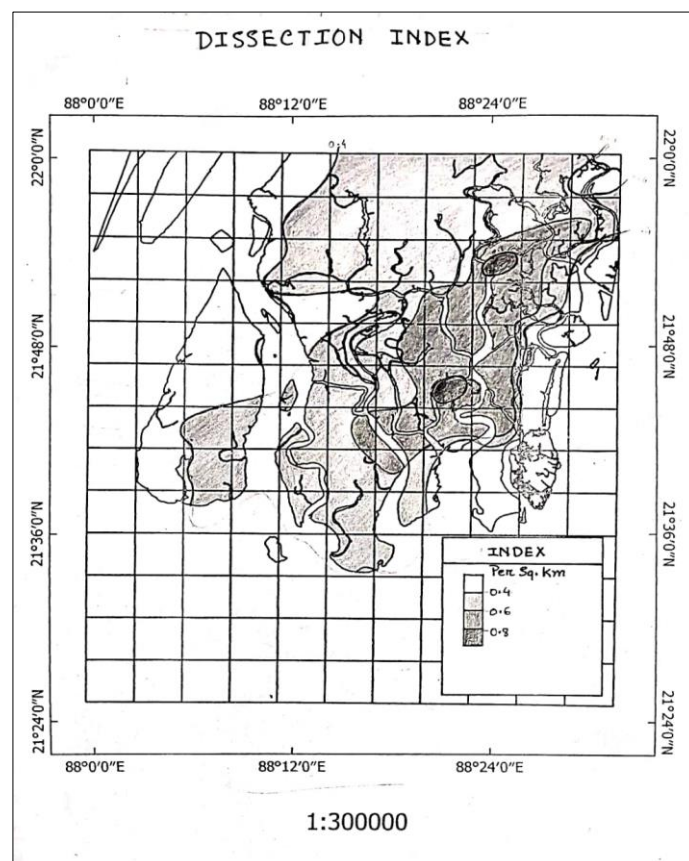 DISSECTION INDEX
88°0'0"E 88°12'0"E 88°24'0"E
0.4
22°0'0"N 22°0'0"N
21°48'0"N 21°48'0"N
21°36'0"N 21°36'0"N
21°24'0"N 21°24'0"N
INDEX
Per Sq. Km
0.4
0.6
0.8
88°0'0"E 88°12'0"E 88°24'0"E
1:300000